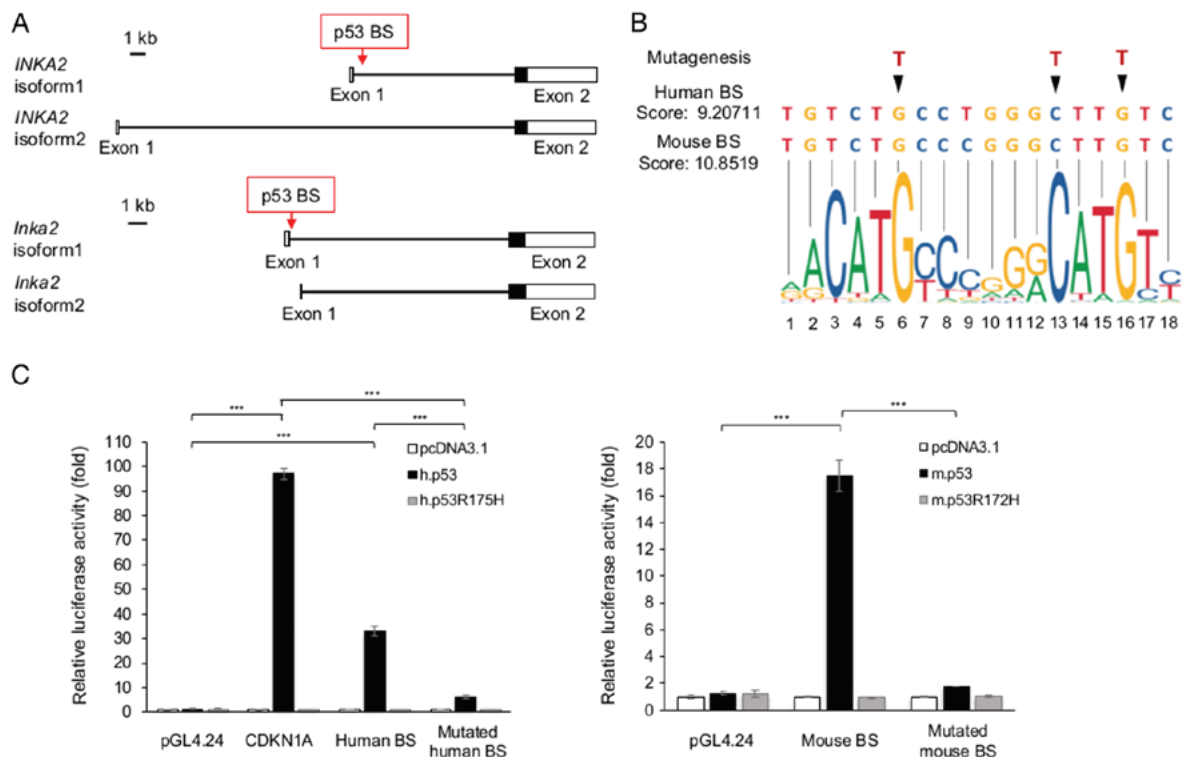 A
1 kb
p53 BS
INKA2
isoform1
Exon 1
Exon 2
INKA2
isoform2
Exon 1
Exon 2
1 kb
p53 BS
Inka2
isoform1
Exon 1
Exon 2
Inka2
isoform2
Exon 1
Exon 2
B
Mutagenesis
T T T
Human BS
Score: 9.20711
T G T C T G C C T G G G C T T G T C
Mouse BS
Score: 10.8519
T G T C T G C C C G G G C T T G T C
1 2 3 4 5 6 7 8 9 10 11 12 13 14 15 16 17 18
C
*** ***
*** ***
Relative luciferase activity (fold)
110
100
90
80
70
60
50
40
30
20
10
0
pcDNA3.1
h.p53
h.p53R175H
pGL4.24 CDKN1A Human BS Mutated
human BS
*** ***
Relative luciferase activity (fold)
20
18
16
14
12
10
8
6
4
2
0
pcDNA3.1
m.p53
m.p53R172H
pGL4.24 Mouse BS Mutated
mouse BS